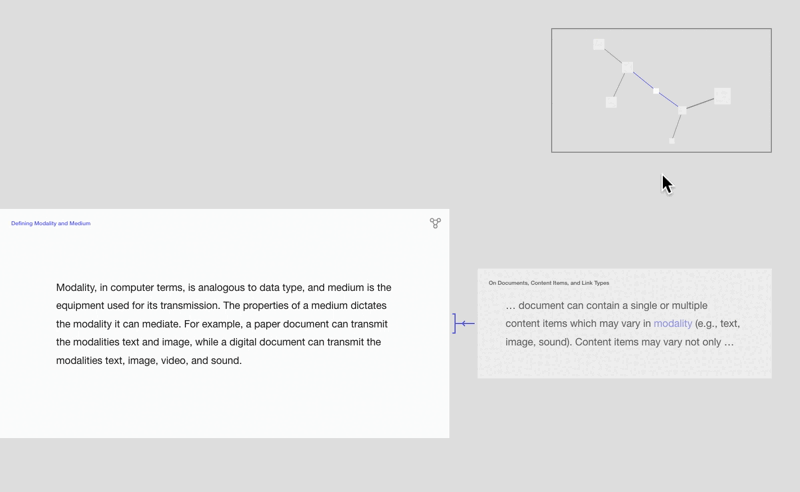 Defining Modality and Medium
Modality, in computer terms, is analogous to data type, and medium is the
equipment used for its transmission. The properties of a medium dictates
the modality it can mediate. For example, a paper document can transmit
the modalities text and image, while a digital document can transmit the
modalities text, image, video, and sound.
On Documents, Content Items, and Link Types
… document can contain a single or multiple
content items which may vary in modality (e.g., text,
image, sound). Content items may vary not only …